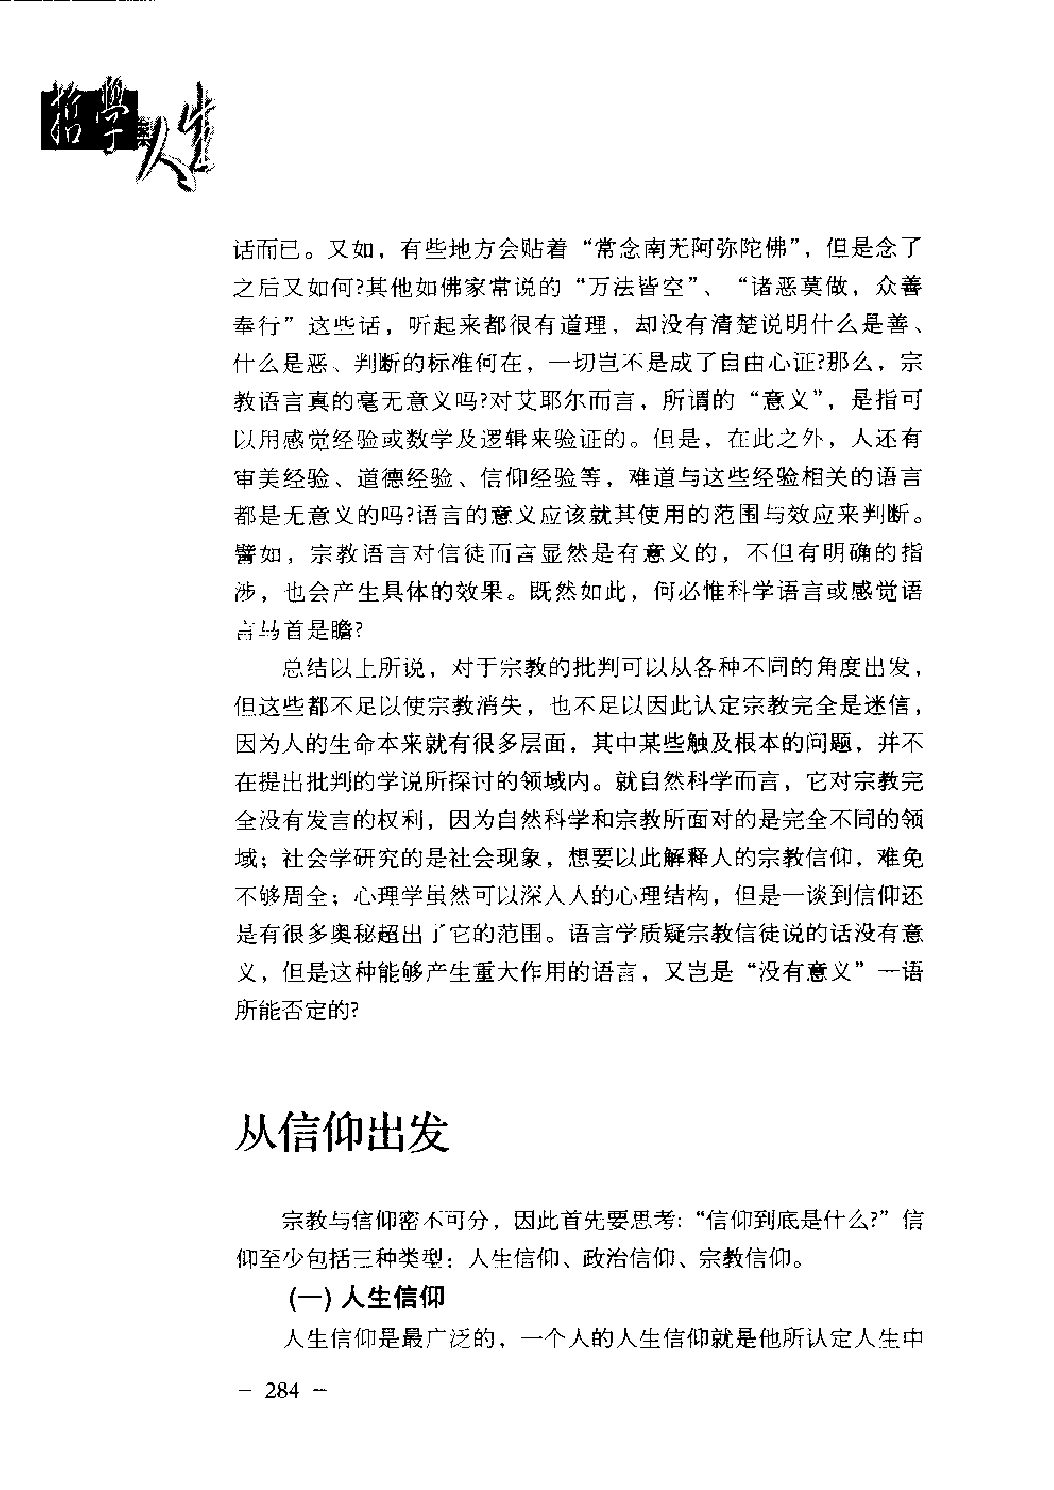 哲學與人生
话而已。又如，有些地方会贴着“常念南无阿弥陀佛”，但是念了
之后又如何?其他如佛家常说的“万法皆空”、“诸恶莫做，众善
奉行”这些话，听起来都很有道理，却没有清楚说明什么是善、
什么是恶、判断的标准何在，一切岂不是成了自由心证?那么，宗
教语言真的毫无意义吗?对艾耶尔而言，所谓的“意义”，是指可
以用感觉经验或数学及逻辑来验证的。但是，在此之外，人还有
审美经验、道德经验、信仰经验等，难道与这些经验相关的语言
都是无意义的吗?语言的意义应该就其使用的范围与效应来判断。
譬如，宗教语言对信徒而言显然是有意义的，不但有明确的指
涉，也会产生具体的效果。既然如此，何必惟科学语言或感觉语
言马首是瞻?
总结以上所说，对于宗教的批判可以从各种不同的角度出发，
但这些都不足以使宗教消失，也不足以因此认定宗教完全是迷信，
因为人的生命本来就有很多层面，其中某些触及根本的问题，并不
在提出批判的学说所探讨的领域内。就自然科学而言，它对宗教完
全没有发言的权利，因为自然科学和宗教所面对的是完全不同的领
域；社会学研究的是社会现象，想要以此解释人的宗教信仰，难免
不够周全；心理学虽然可以深入人的心理结构，但是一谈到信仰还
是有很多奥秘超出了它的范围。语言学质疑宗教信徒说的话没有意
义，但是这种能够产生重大作用的语言，又岂是“没有意义”一语
所能否定的?
从信仰出发
宗教与信仰密不可分，因此首先要思考：“信仰到底是什么?”信
仰至少包括三种类型：人生信仰、政治信仰、宗教信仰。
(一) 人生信仰
人生信仰是最广泛的，一个人的人生信仰就是他所认定人生中
－ 284 －